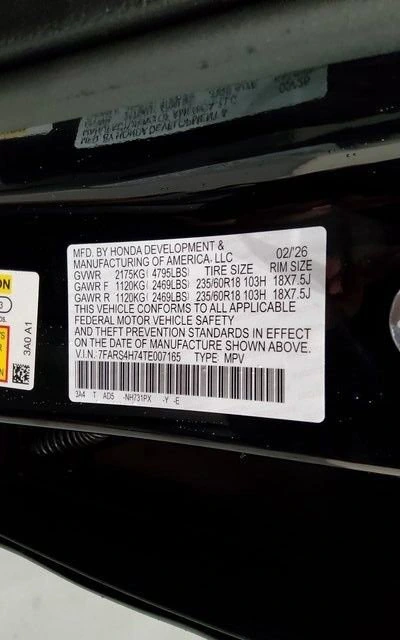 MFD. BY HONDA DEVELOPMENT & 02/'26
MANUFACTURING OF AMERICA, LLC
GVWR 2175KG( 4795LBS) TIRE SIZE RIM SIZE
GAWR F 1120KG( 2469LBS) 235/60R18 103H 18X7.5J
GAWR R 1120KG( 2469LBS) 235/60R18 103H 18X7.5J
THIS VEHICLE CONFORMS TO ALL APPLICABLE
FEDERAL MOTOR VEHICLE SAFETY
AND THEFT PREVENTION STANDARDS IN EFFECT
ON THE DATE OF MANUFACTURE SHOWN ABOVE.
V.I.N. 7FARS4H74TE007165 TYPE MPV
3A4 T AD5 -NH731PX -Y -E
3A0 A1